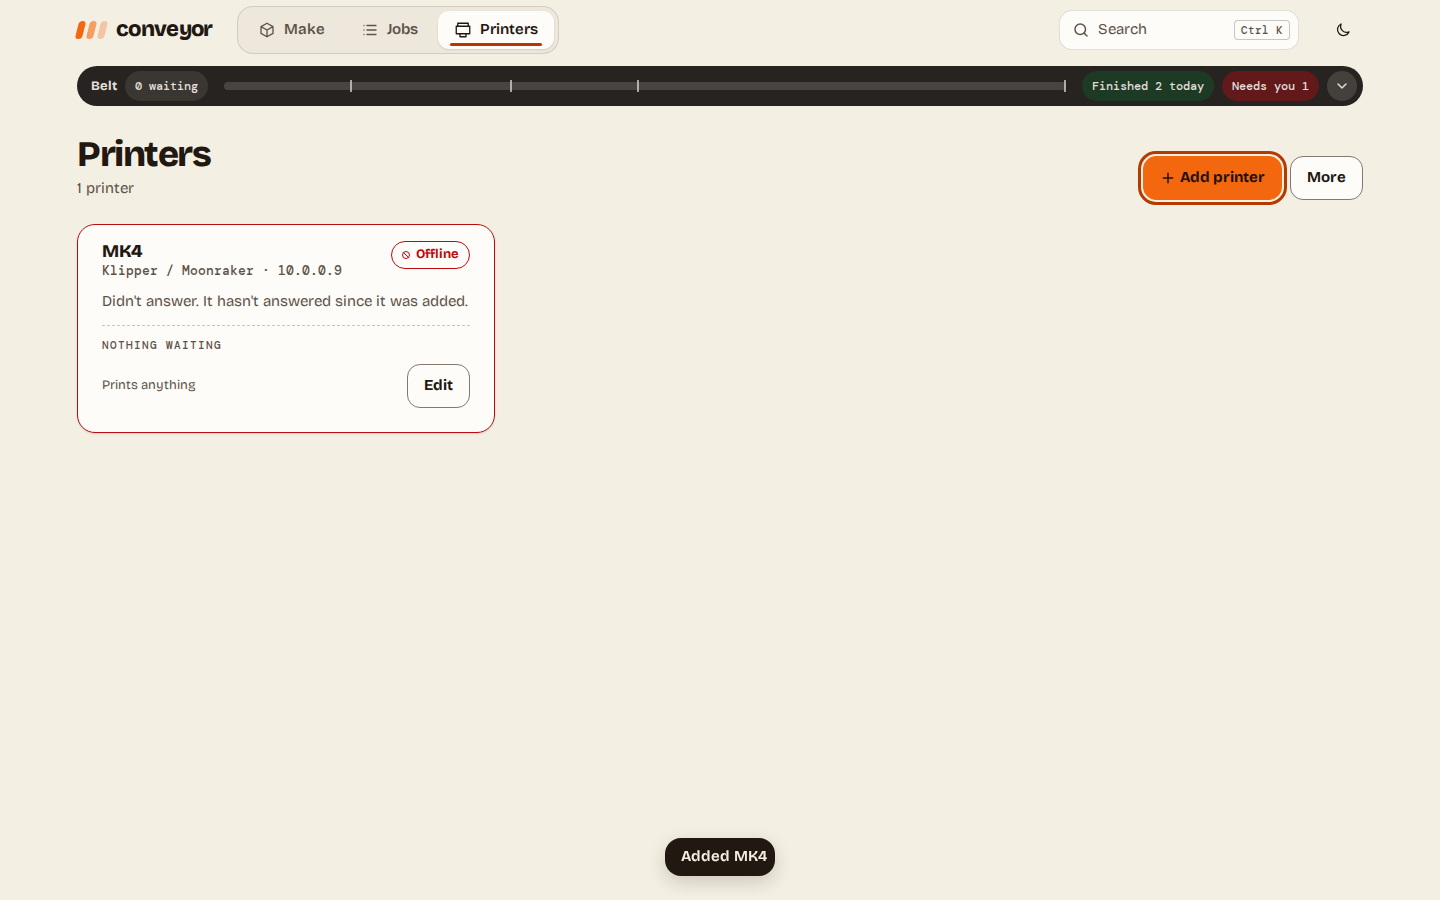 conveyor
Make
Jobs
Printers
Search
Ctrl K
Belt
0 waiting
Finished 2 today
Needs you 1
Printers
1 printer
+ Add printer
More
MK4
Offline
Klipper / Moonraker · 10.0.0.9
Didn't answer. It hasn't answered since it was added.
NOTHING WAITING
Prints anything
Edit
Added MK4